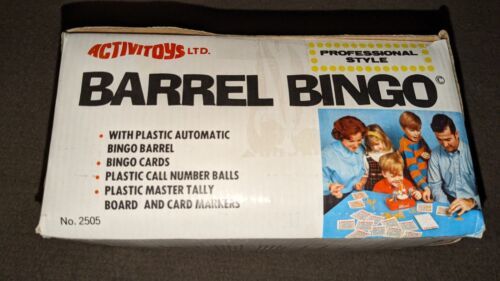 ACTIVITOYS LTD.
PROFESSIONAL
STYLE
BARREL BINGO©
• WITH PLASTIC AUTOMATIC
BINGO BARREL
• BINGO CARDS
• PLASTIC CALL NUMBER BALLS
• PLASTIC MASTER TALLY
BOARD AND CARD MARKERS
No. 2505